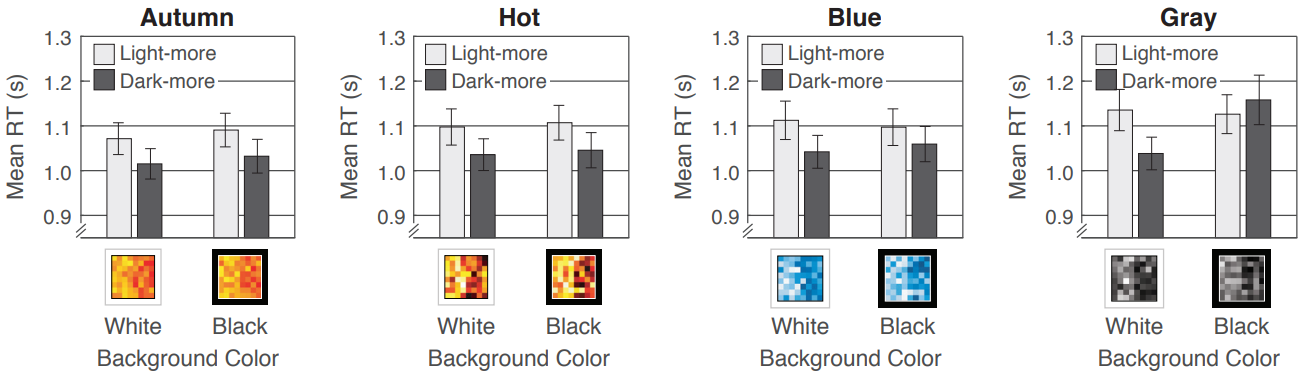 Autumn
Mean RT (s)
1.3
1.2
1.1
1.0
0.9
Light-more
Dark-more
White Black
Background Color
Hot
Mean RT (s)
1.3
1.2
1.1
1.0
0.9
Light-more
Dark-more
White Black
Background Color
Blue
Mean RT (s)
1.3
1.2
1.1
1.0
0.9
Light-more
Dark-more
White Black
Background Color
Gray
Mean RT (s)
1.3
1.2
1.1
1.0
0.9
Light-more
Dark-more
White Black
Background Color